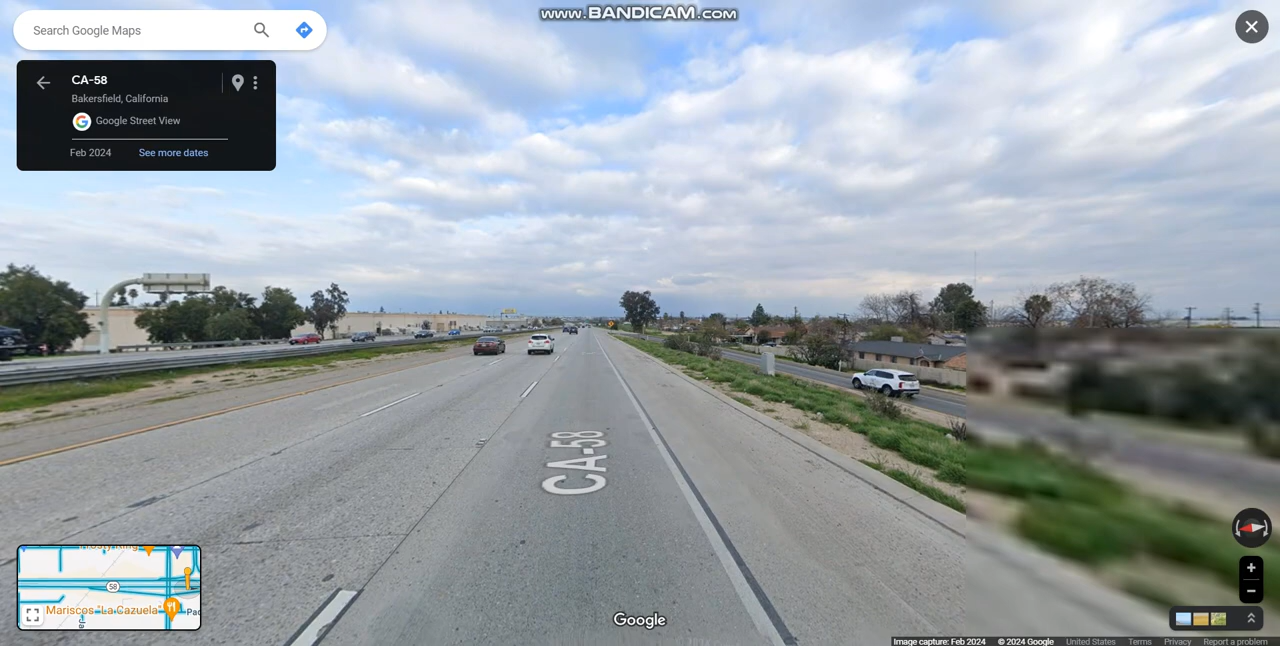 www.BANDICAM.com
Search Google Maps
CA-58
Bakersfield, California
Google Street View
Feb 2024 See more dates
CA-58
58
Mariscos "La Cazuela"
Google
Image capture: Feb 2024 © 2024 Google United States Terms Privacy Report a problem